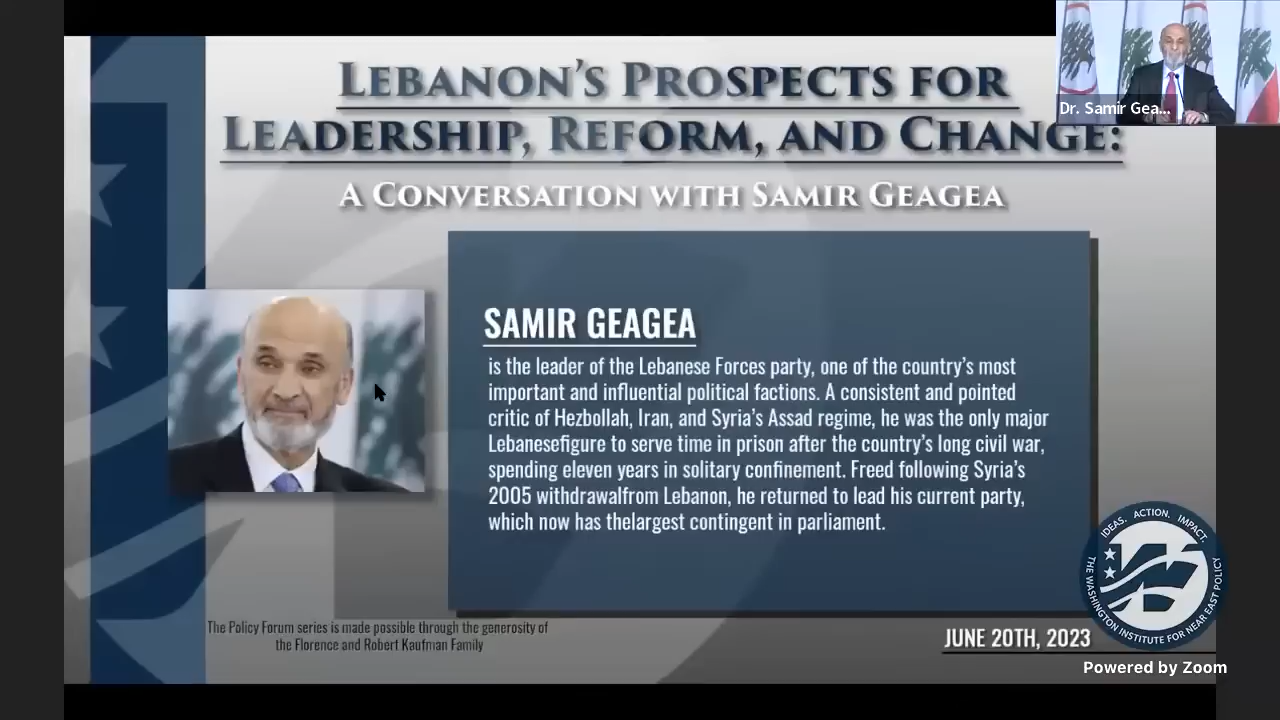 LEBANON'S PROSPECTS FOR
LEADERSHIP, REFORM, AND CHANGE:
A CONVERSATION WITH SAMIR GEAGEA
Dr. Samir Gea...
SAMIR GEAGEA
is the leader of the Lebanese Forces party, one of the country's most
important and influential political factions. A consistent and pointed
critic of Hezbollah, Iran, and Syria's Assad regime, he was the only major
Lebanesefigure to serve time in prison after the country's long civil war,
spending eleven years in solitary confinement. Freed following Syria's
2005 withdrawalfrom Lebanon, he returned to lead his current party,
which now has thelargest contingent in parliament.
IDEAS. ACTION. IMPACT.
THE WASHINGTON INSTITUTE FOR NEAR EAST POLICY
The Policy Forum series is made possible through the generosity of
the Florence and Robert Kaufman Family
JUNE 20TH, 2023
Powered by Zoom